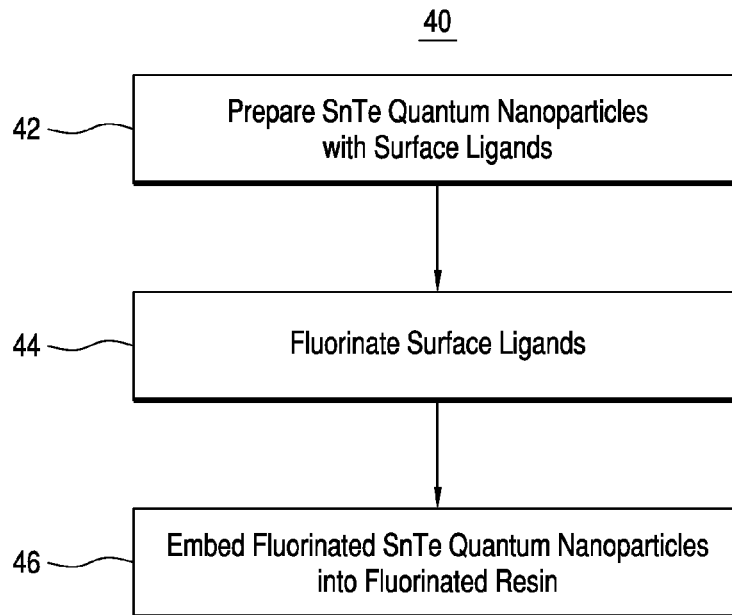 40
42
Prepare SnTe Quantum Nanoparticles
with Surface Ligands
44
Fluorinate Surface Ligands
46
Embed Fluorinated SnTe Quantum Nanoparticles
into Fluorinated Resin